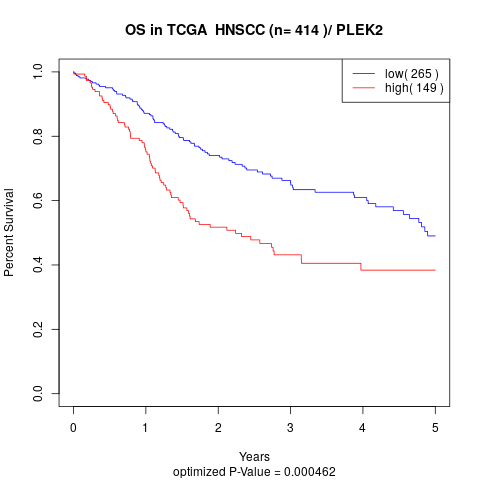 OS in TCGA  HNSCC (n= 414 )/ PLEK2
low( 265 )
high( 149 )
Percent Survival
1.0
0.8
0.6
0.4
0.2
0.0
0 1 2 3 4 5
Years
optimized P-Value = 0.000462